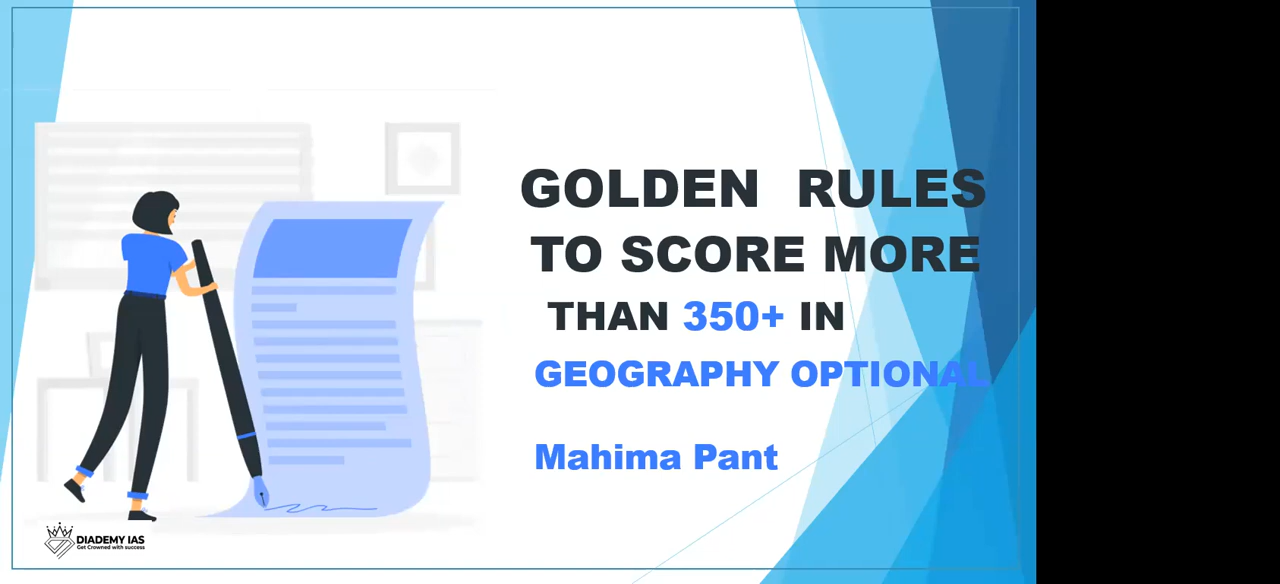 GOLDEN RULES
TO SCORE MORE
THAN 350+ IN
GEOGRAPHY OPTIONAL
Mahima Pant
DIADEMY IAS
Get Crowned with success